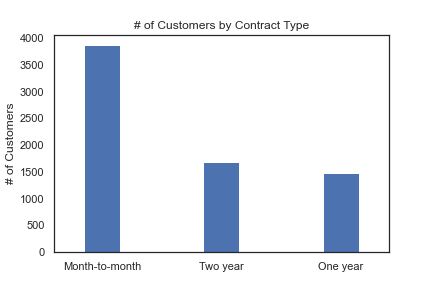 # of Customers by Contract Type
# of Customers
4000
3500
3000
2500
2000
1500
1000
500
0
Month-to-month
Two year
One year